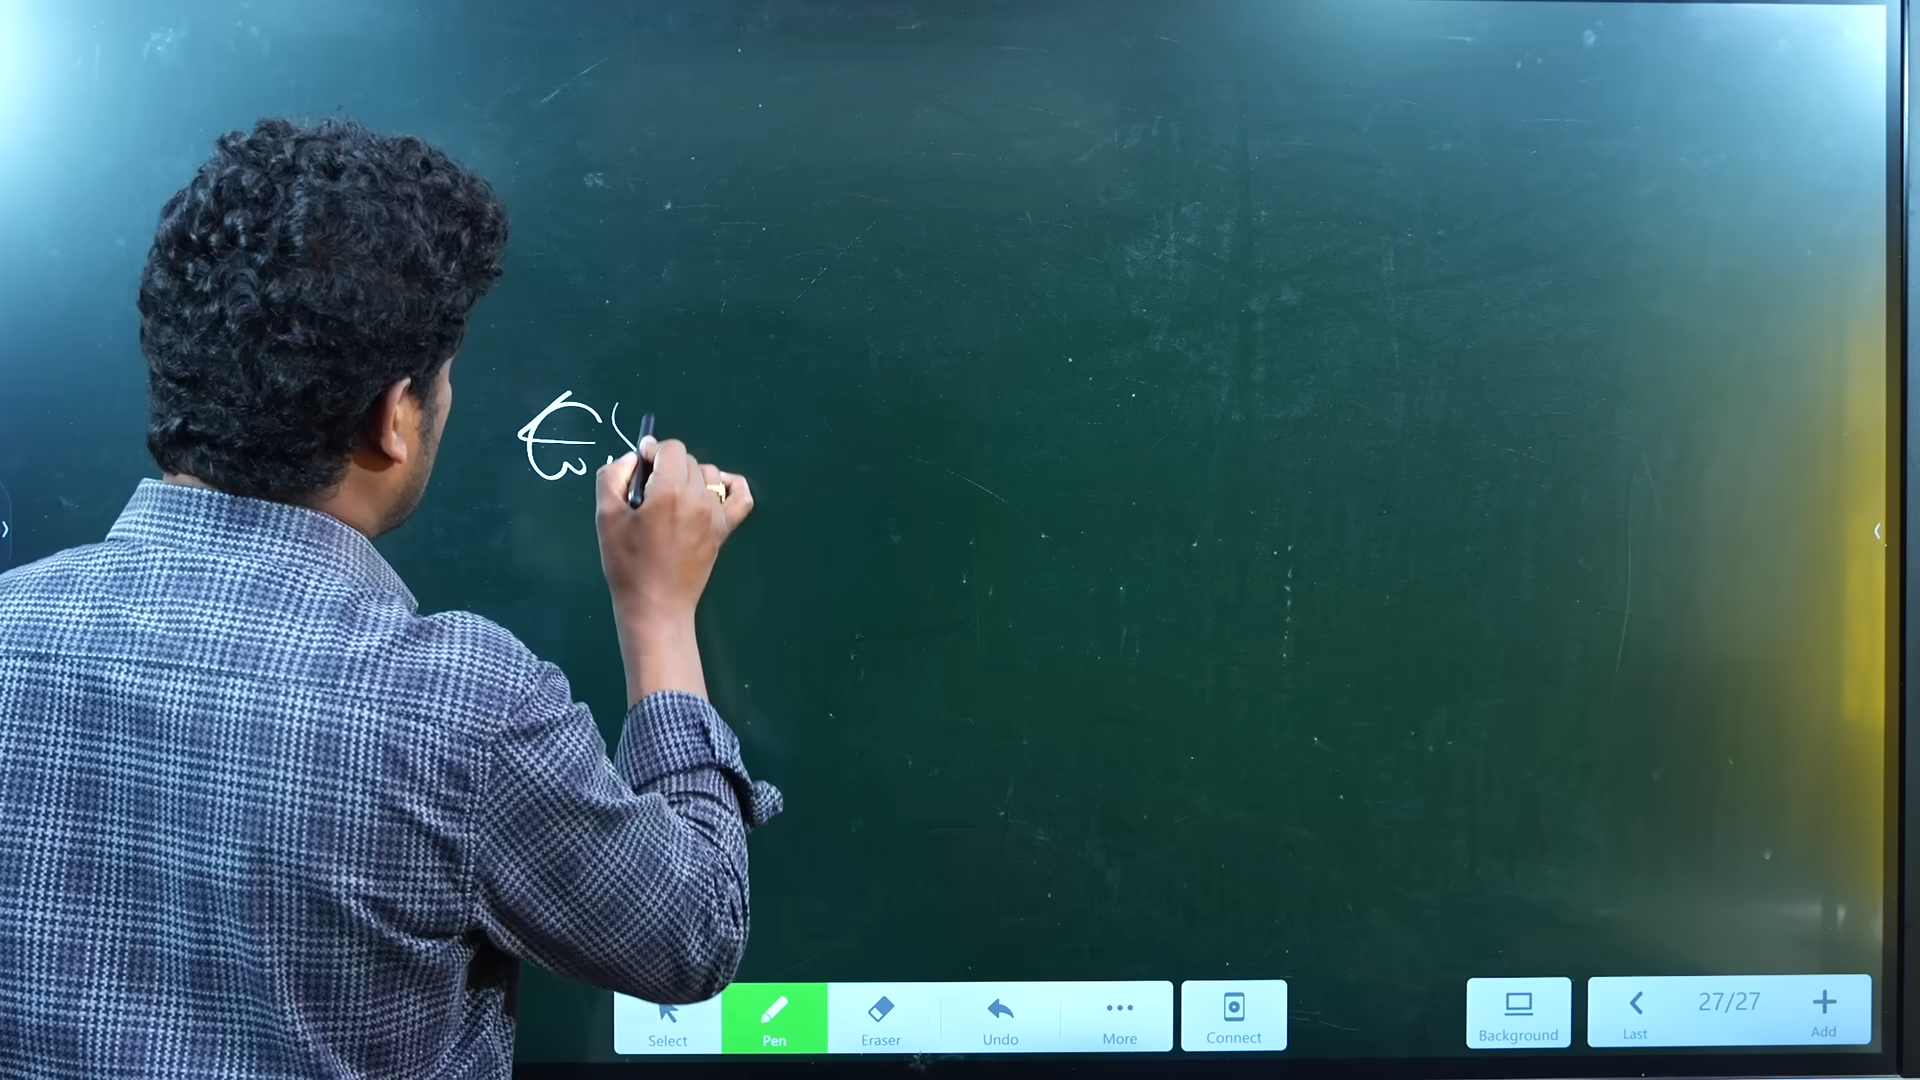 Select
Pen
Eraser
Undo
More
Connect
Background
Last
27/27
Add